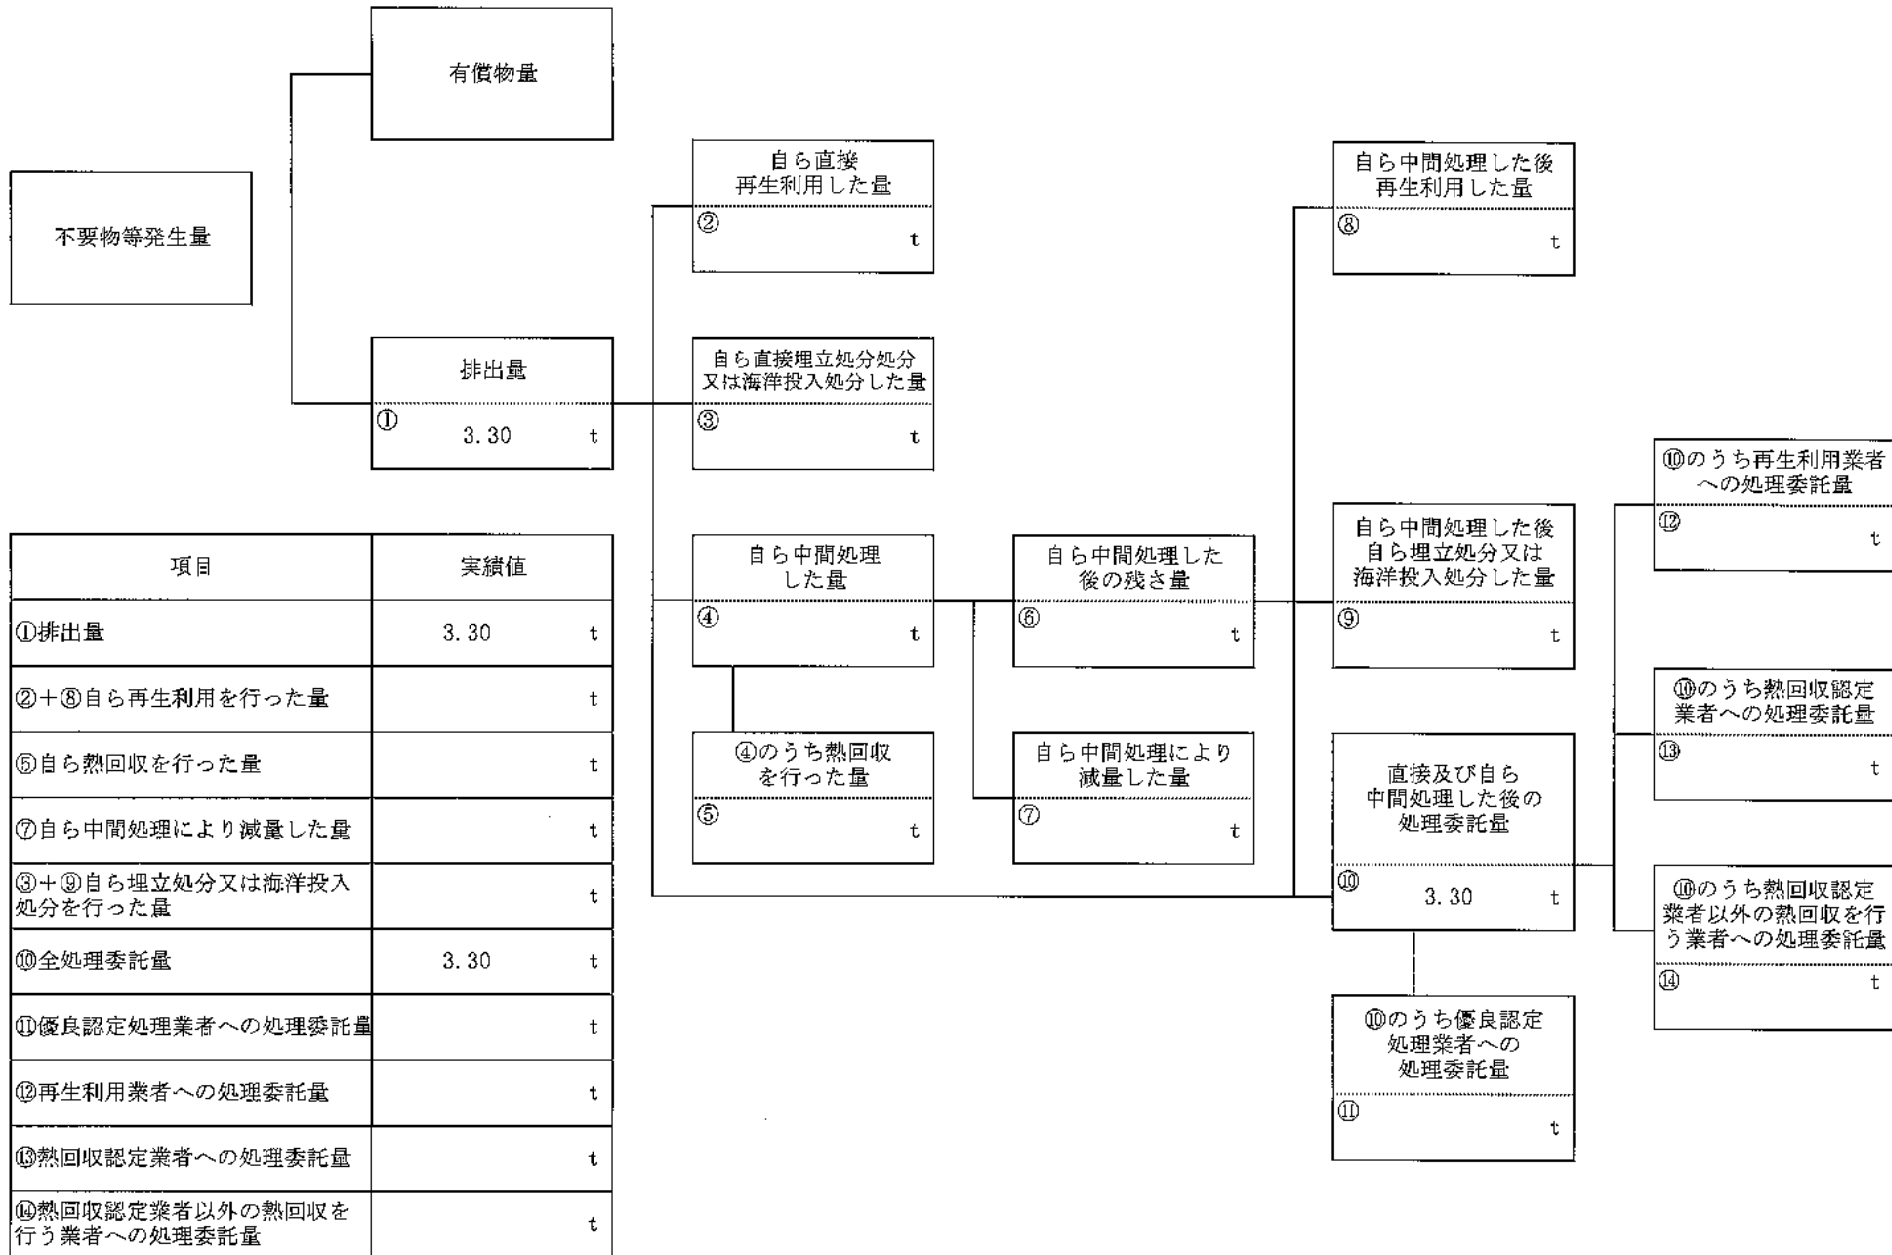 有償物量
不要物等発生量
排出量
① 3.30 t
自ら直接
再生利用した量
② t
自ら直接埋立処分処分
又は海洋投入処分した量
③ t
自ら中間処理
した量
④ t
④のうち熱回収
を行った量
⑤ t
自ら中間処理した
後の残さ量
⑥ t
自ら中間処理により
減量した量
⑦ t
自ら中間処理した後
再生利用した量
⑧ t
自ら中間処理した後
自ら埋立処分又は
海洋投入処分した量
⑨ t
直接及び自ら
中間処理した後の
処理委託量
⑩ 3.30 t
⑩のうち優良認定
処理業者への
処理委託量
⑪ t
⑩のうち再生利用業者
への処理委託量
⑫ t
⑩のうち熱回収認定
業者への処理委託量
⑬ t
⑩のうち熱回収認定
業者以外の熱回収を行
う業者への処理委託量
⑭ t
項目 実績値
①排出量 3.30 t
②+⑧自ら再生利用を行った量 t
⑤自ら熱回収を行った量 t
⑦自ら中間処理により減量した量 t
③+⑨自ら埋立処分又は海洋投入
処分を行った量 t
⑩全処理委託量 3.30 t
⑪優良認定処理業者への処理委託量 t
⑫再生利用業者への処理委託量 t
⑬熱回収認定業者への処理委託量 t
⑭熱回収認定業者以外の熱回収を
行う業者への処理委託量 t